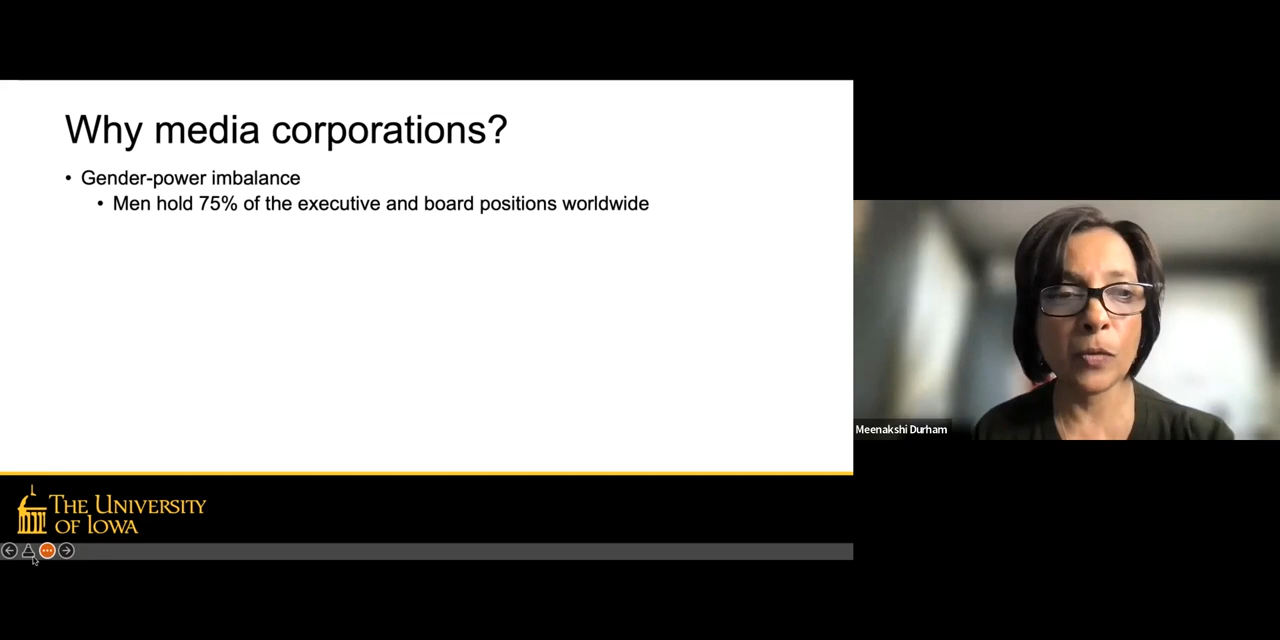 Why media corporations?
• Gender-power imbalance
• Men hold 75% of the executive and board positions worldwide
Meenakshi Durham
THE UNIVERSITY
OF IOWA